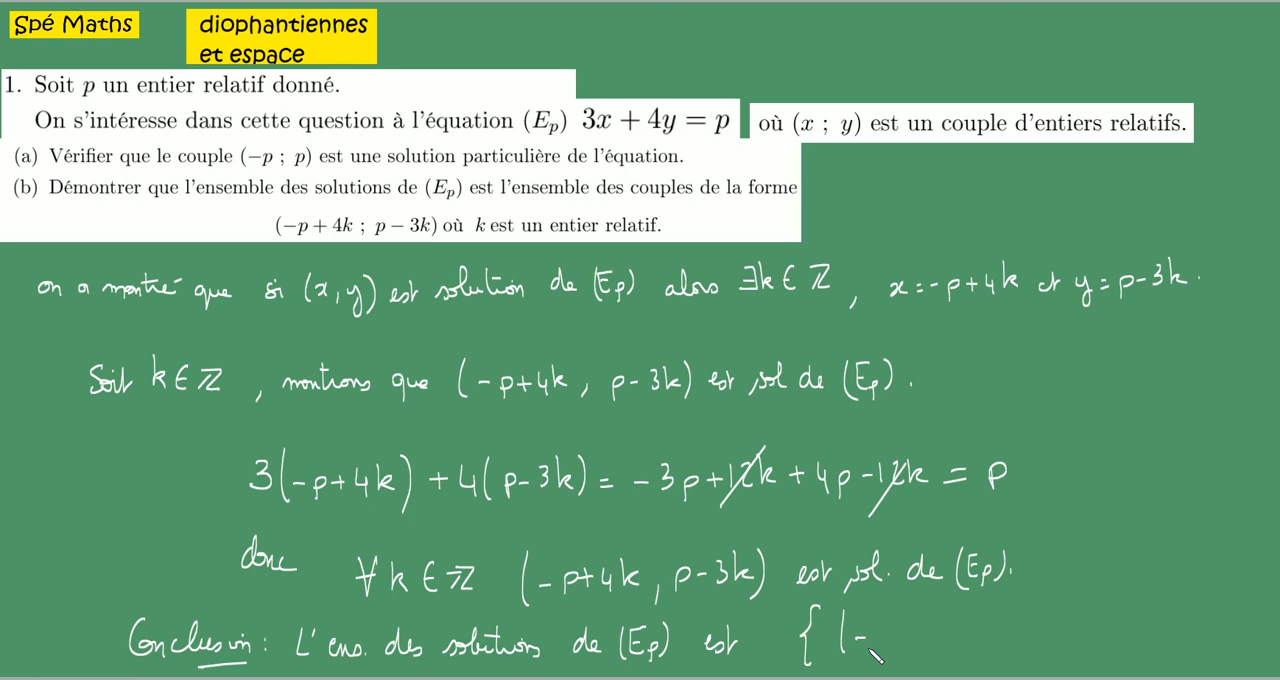 Spé Maths
diophantiennes
et espace
1. Soit p un entier relatif donné.
On s'intéresse dans cette question à l'équation (E_p) 3x + 4y = p où (x ; y) est un couple d'entiers relatifs.
(a) Vérifier que le couple (−p ; p) est une solution particulière de l'équation.
(b) Démontrer que l'ensemble des solutions de (E_p) est l'ensemble des couples de la forme
(−p + 4k ; p − 3k) où k est un entier relatif.
on a montré que si (x, y) est solution de (Ep) alors ∃k ∈ ℤ, x = -p+4k et y = p-3k.
Soit k ∈ ℤ, montrons que (-p+4k, p-3k) est sol de (Ep).
3(-p+4k) + 4(p-3k) = -3p+12k + 4p-12k = p
donc ∀k ∈ ℤ (-p+4k, p-3k) est sol. de (Ep).
Conclusion : L'ens. des solutions de (Ep) est { (-